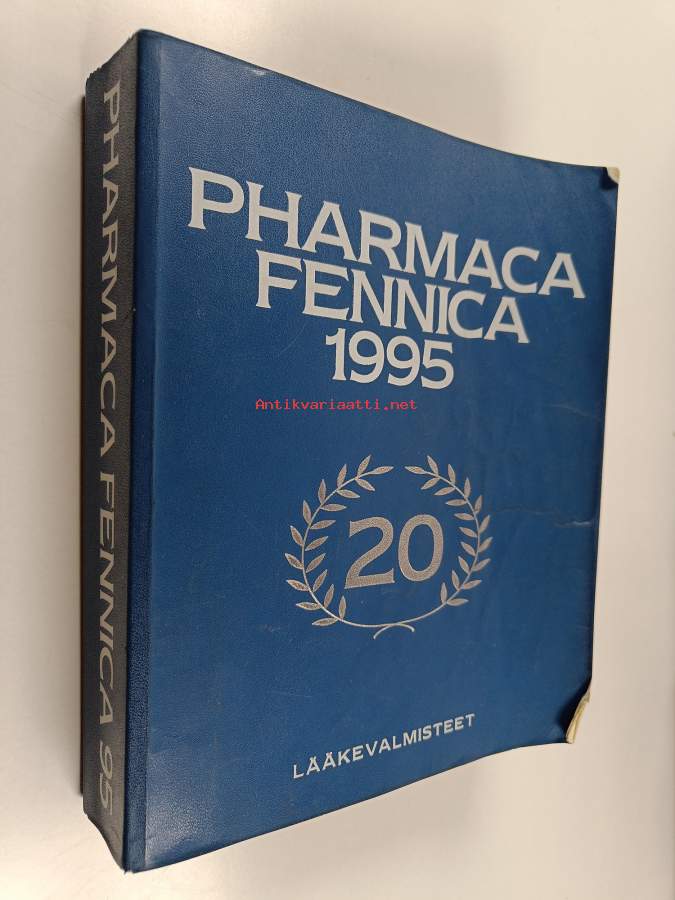 PHARMACA
FENNICA
1995
Antikvariaatti.net
20
LÄÄKEVALMISTEET
PHARMACA FENNICA 95